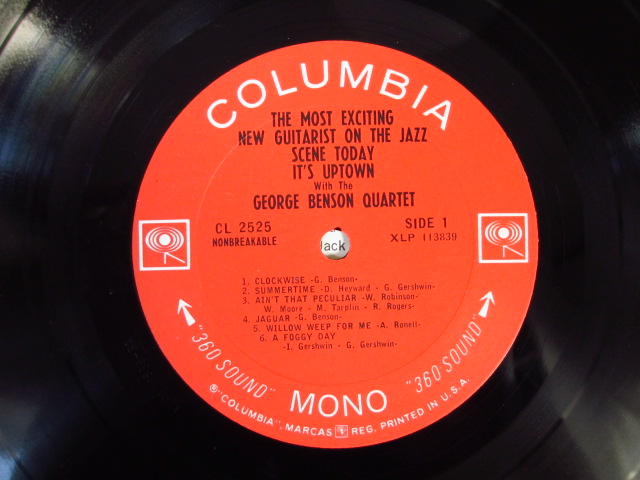 COLUMBIA
THE MOST EXCITING
NEW GUITARIST ON THE JAZZ
SCENE TODAY
IT'S UPTOWN
With The
GEORGE BENSON QUARTET
CL 2525
NONBREAKABLE
SIDE 1
XLP 113839
ack
1. CLOCKWISE -G. Benson-
2. SUMMERTIME -D. Heyward - G. Gershwin-
3. AIN'T THAT PECULIAR -W. Robinson-
W. Moore - M. Tarplin - R. Rogers-
4. JAGUAR -G. Benson-
5. WILLOW WEEP FOR ME -A. Ronell-
6. A FOGGY DAY
-I. Gershwin - G. Gershwin-
"360 SOUND" MONO "360 SOUND"
® "COLUMBIA", MARCAS REG. PRINTED IN U.S.A.